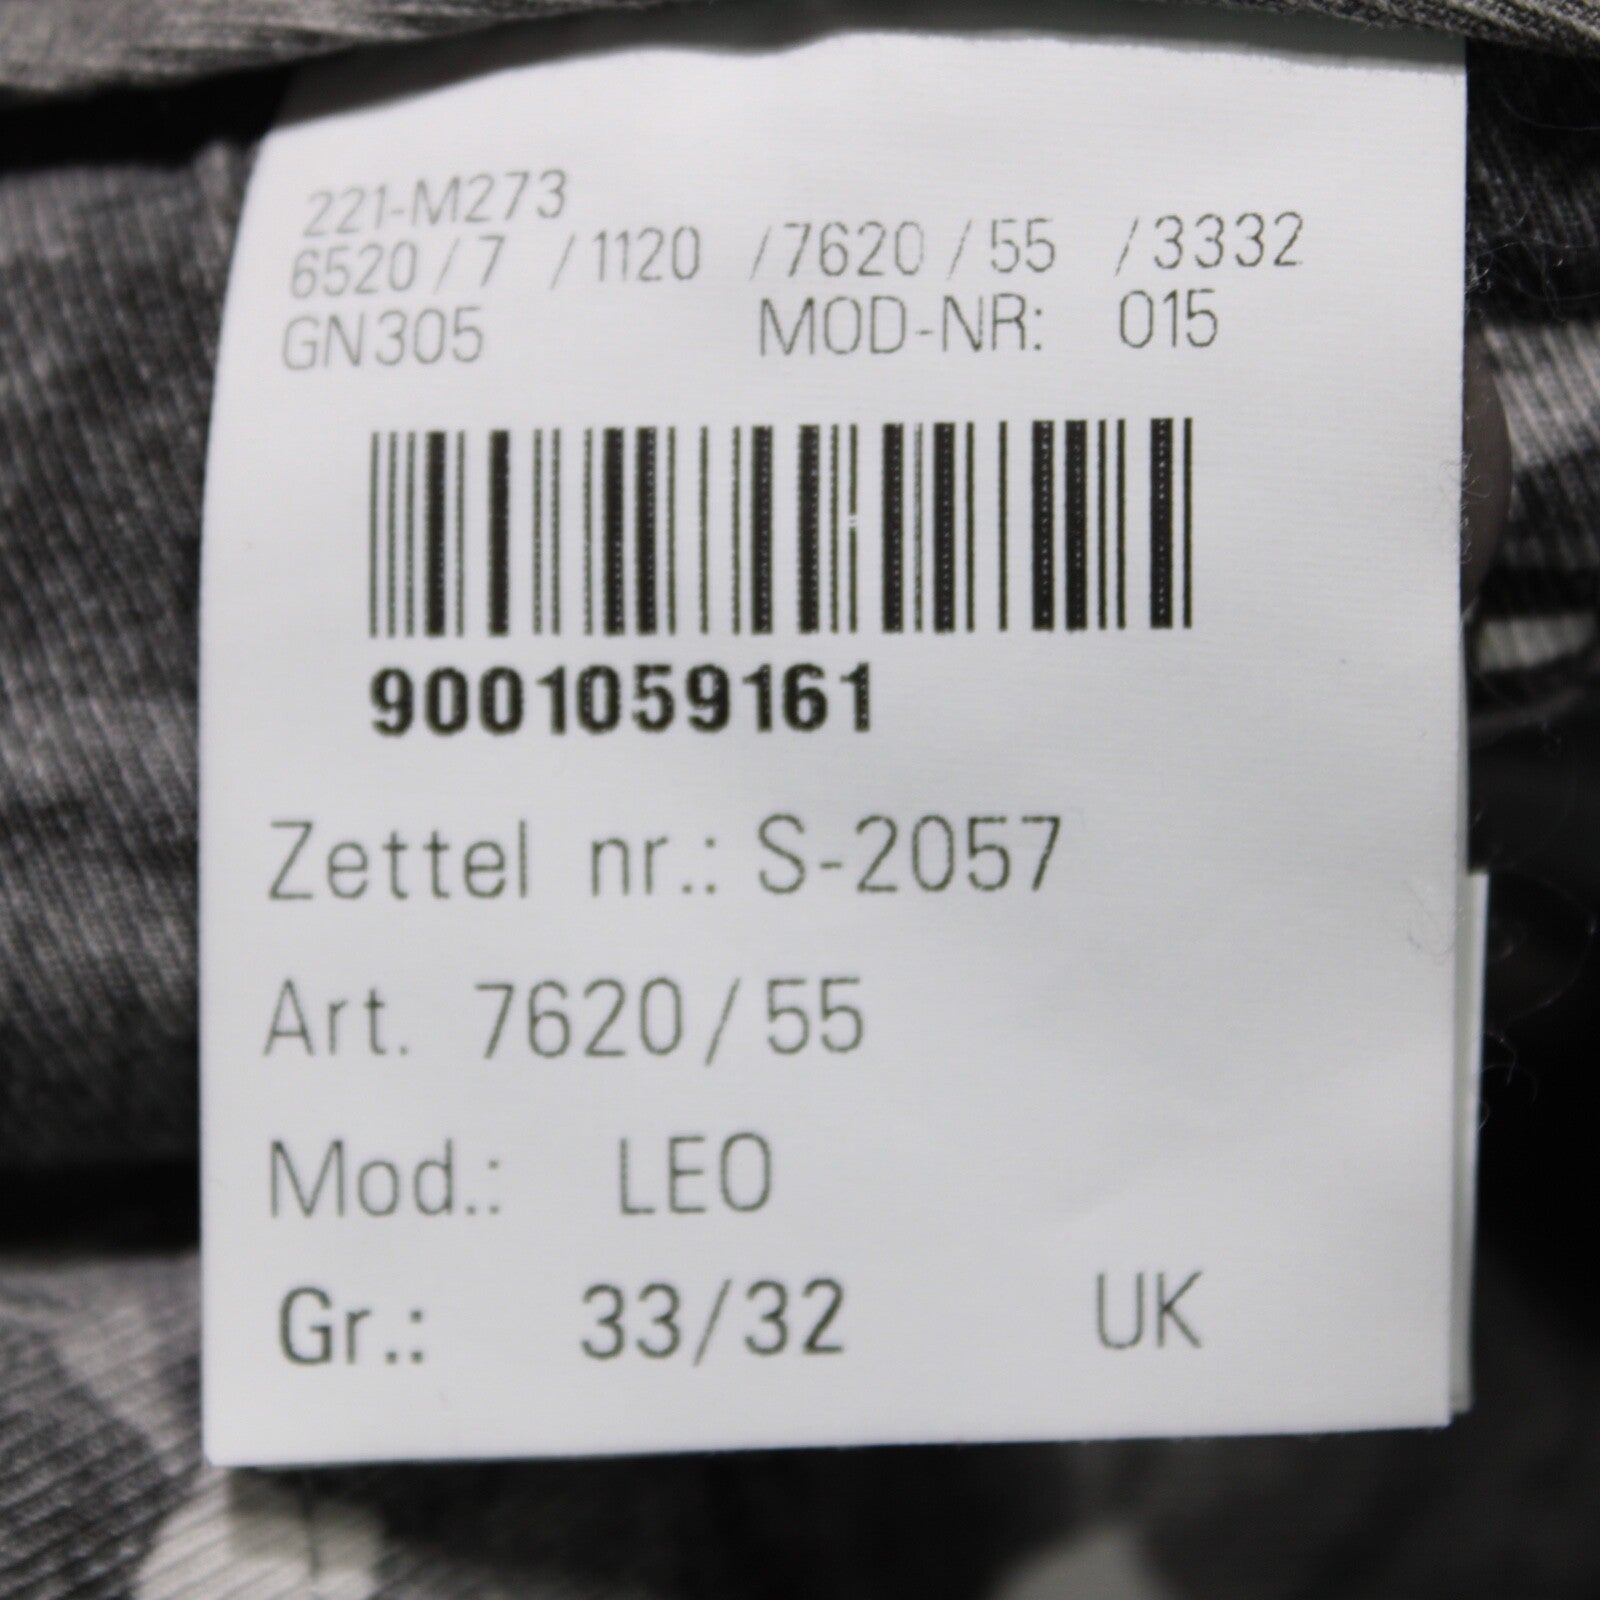 221-M273
6520 / 7 / 1120 / 7620 / 55 / 3332
GN305 MOD-NR: 015
9001059161
Zettel nr.: S-2057
Art. 7620 / 55
Mod.: LEO
Gr.: 33/32 UK